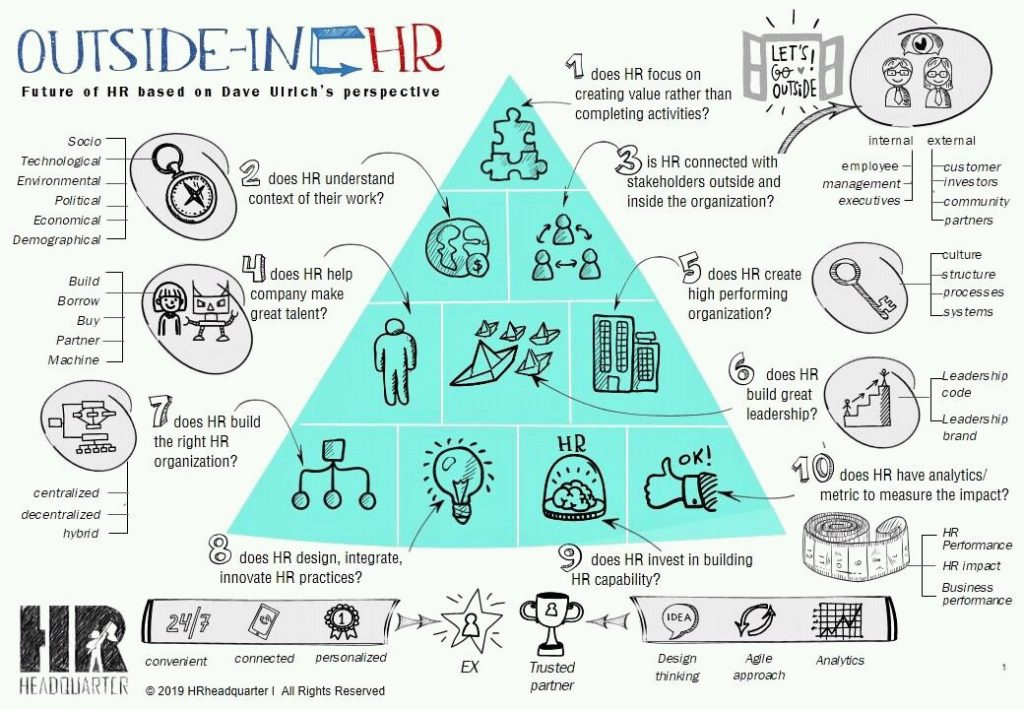 OUTSIDE-IN HR
Future of HR based on Dave Ulrich's perspective
1 does HR focus on
creating value rather than
completing activities?
LET'S!
GO
OUTSIDE
internal external
employee
management
executives
customer
investors
community
partners
Socio
Technological
Environmental
Political
Economical
Demographical
2 does HR understand
context of their work?
3 is HR connected with
stakeholders outside and
inside the organization?
$
Build
Borrow
Buy
Partner
Machine
4 does HR help
company make
great talent?
5 does HR create
high performing
organization?
culture
structure
processes
systems
6 does HR
build great
leadership?
Leadership
code
Leadership
brand
7 does HR build
the right HR
organization?
centralized
decentralized
hybrid
HR
OK!
10 does HR have analytics/
metric to measure the impact?
HR
Performance
HR impact
Business
performance
8 does HR design, integrate,
innovate HR practices?
9 does HR invest in building
HR capability?
24/7
convenient
connected
1
personalized
EX
Trusted
partner
IDEA
Design
thinking
Agile
approach
Analytics
HR
HEADQUARTER
© 2019 HRheadquarter I All Rights Reserved
1